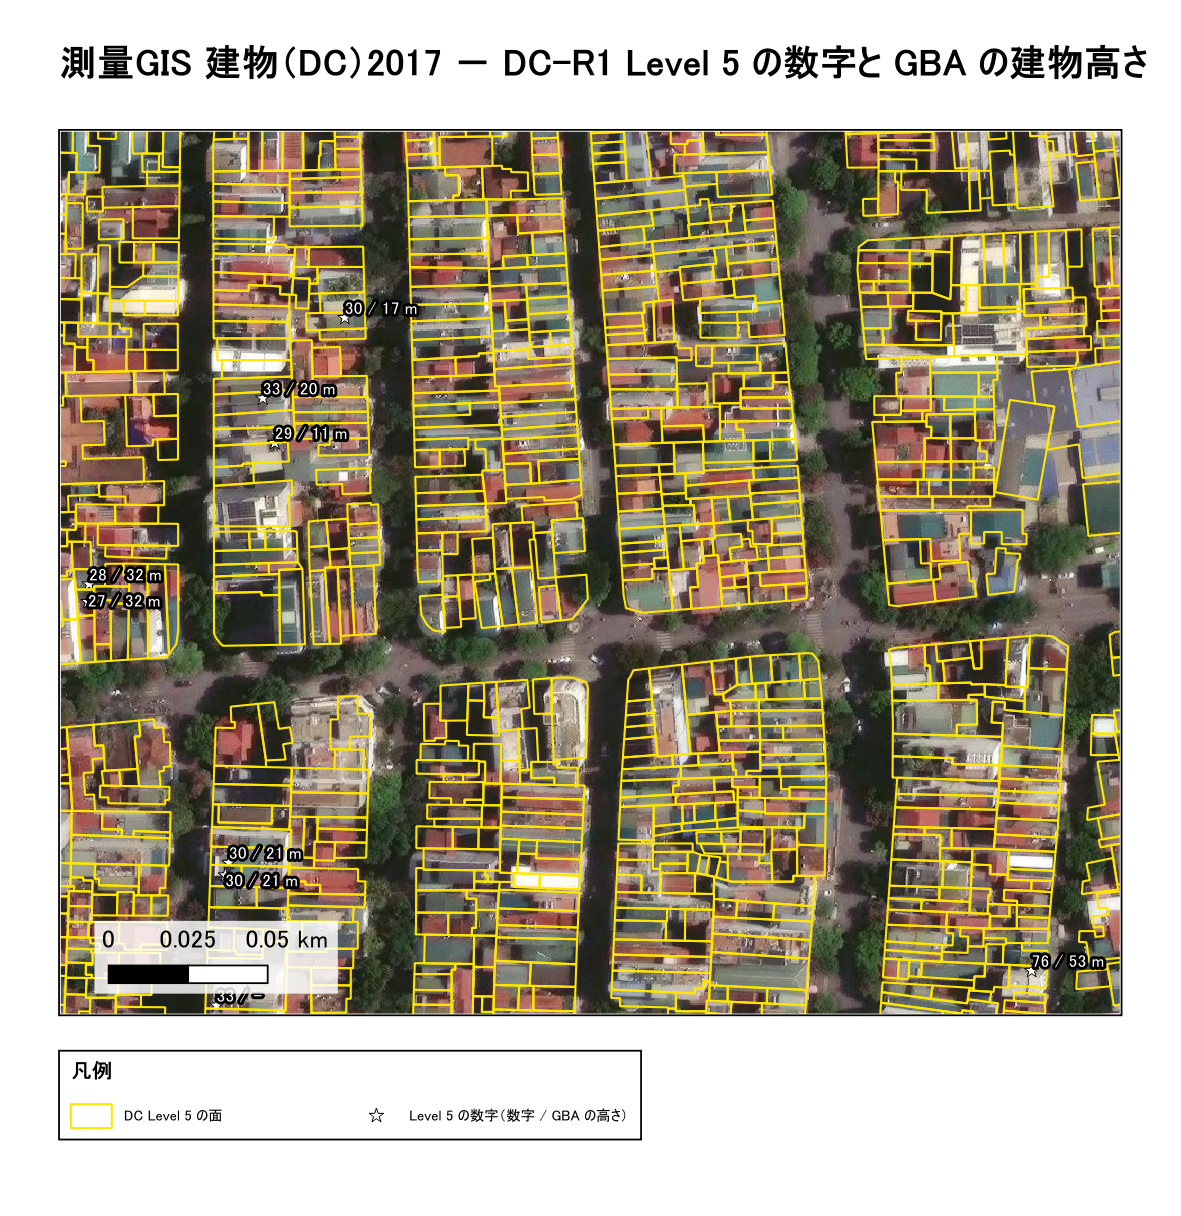 測量GIS 建物（DC）2017 － DC-R1 Level 5 の数字と GBA の建物高さ
30 / 17 m
33 / 20 m
29 / 11 m
28 / 32 m
27 / 32 m
30 / 21 m
30 / 21 m
0 0.025 0.05 km
76 / 53 m
33 / -
凡例
DC Level 5 の面
Level 5 の数字（数字 / GBA の高さ）